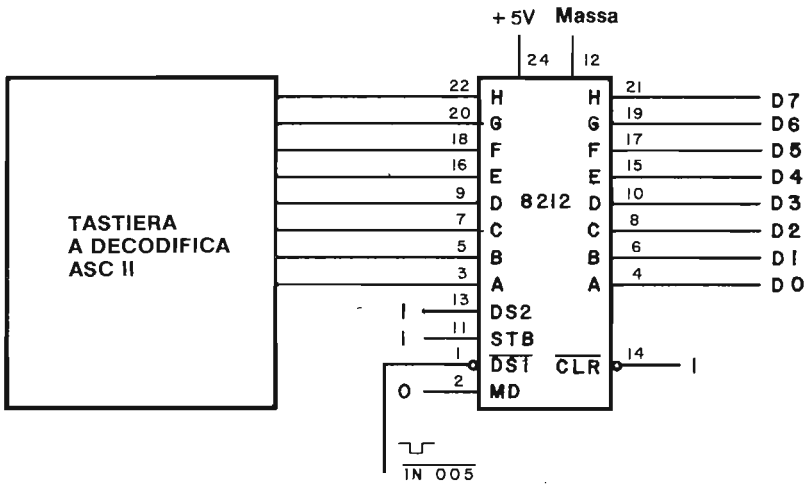 +5V Massa
24 12
22 H H 21 D7
20 G G 19 D6
18 F F 17 D5
16 E E 15 D4
9 D 8212 D 10 D3
7 C C 8 D2
5 B B 6 D1
3 A A 4 D0
TASTIERA
A DECODIFICA
ASC II
1 13 DS2
1 11 STB
1 DS1 CLR 14 1
0 2 MD
IN 005